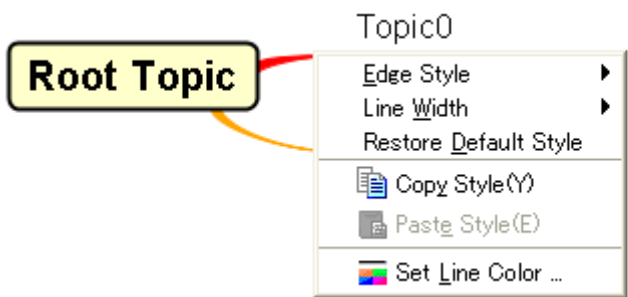 Topic0
Root Topic
Edge Style
Line Width
Restore Default Style
Copy Style(Y)
Paste Style(E)
Set Line Color ...